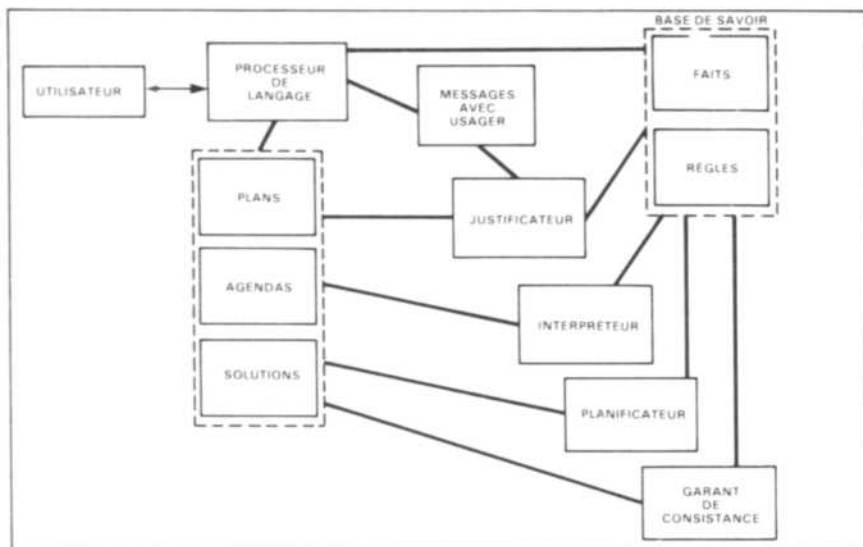 BASE DE SAVOIR
UTILISATEUR
PROCESSEUR
DE
LANGAGE
MESSAGES
AVEC
USAGER
FAITS
RÈGLES
PLANS
JUSTIFICATEUR
AGENDAS
INTERPRÉTEUR
SOLUTIONS
PLANIFICATEUR
GARANT
DE
CONSISTANCE